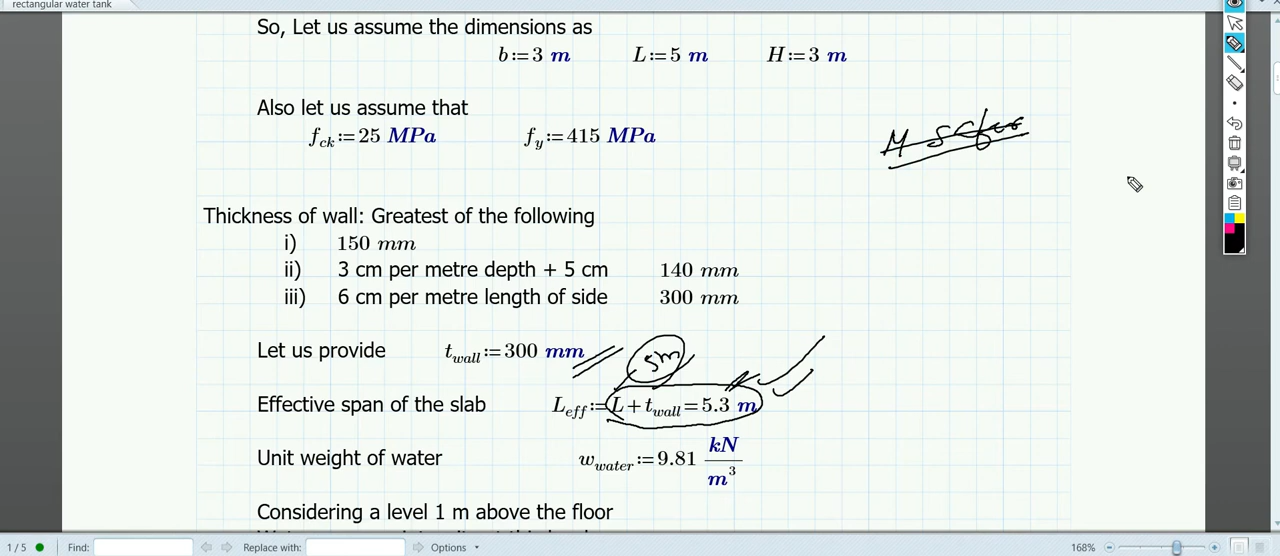 rectangular water tank
So, Let us assume the dimensions as
b:=3 m L:=5 m H:=3 m
Also let us assume that
f_ck:=25 MPa f_y:=415 MPa
Thickness of wall: Greatest of the following
i) 150 mm
ii) 3 cm per metre depth + 5 cm 140 mm
iii) 6 cm per metre length of side 300 mm
Let us provide t_wall:=300 mm 5m
Effective span of the slab L_eff:=L+t_wall=5.3 m
Unit weight of water w_water:=9.81 kN/m³
Considering a level 1 m above the floor
1 / 5 Find: Replace with: Options 168%